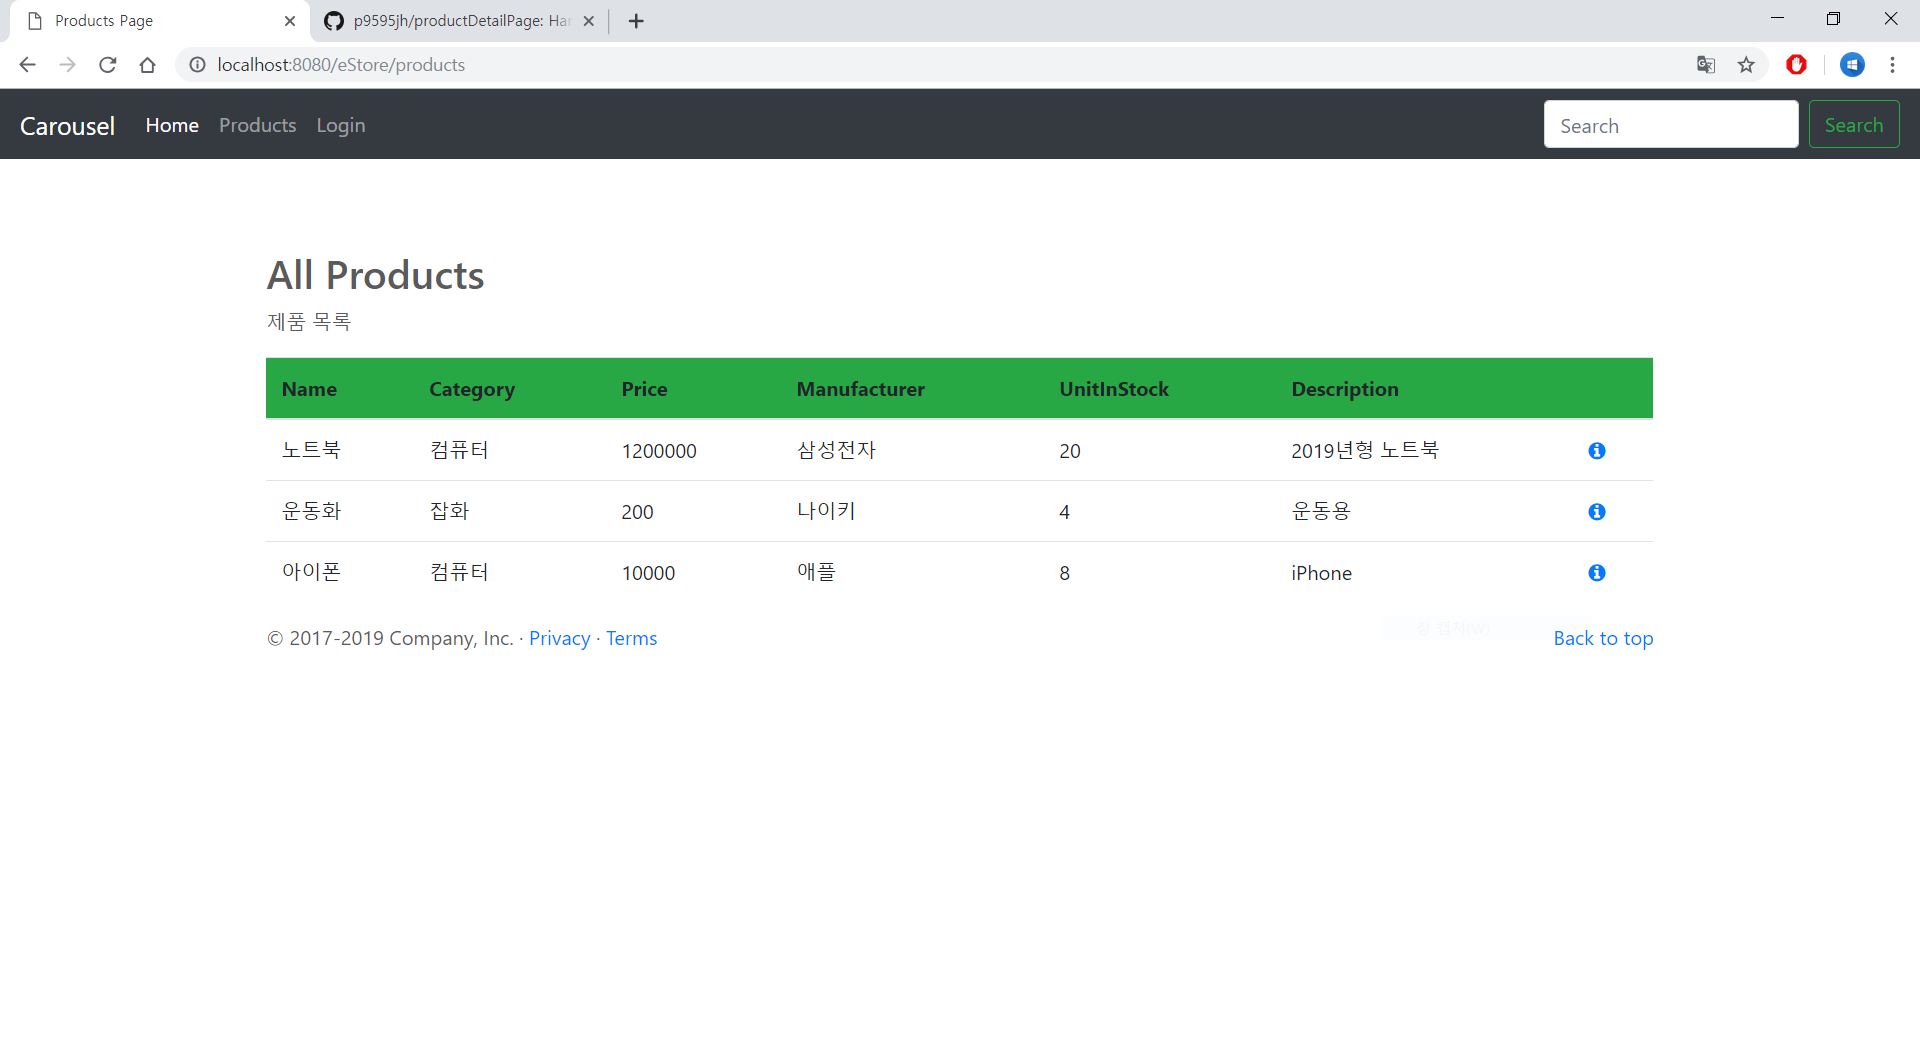 Products Page
p9595jh/productDetailPage: Har
localhost:8080/eStore/products
Carousel Home Products Login Search Search
All Products
제품 목록
Name Category Price Manufacturer UnitInStock Description
노트북 컴퓨터 1200000 삼성전자 20 2019년형 노트북
운동화 잡화 200 나이키 4 운동용
아이폰 컴퓨터 10000 애플 8 iPhone
창 캡처(W)
© 2017-2019 Company, Inc. · Privacy · Terms Back to top